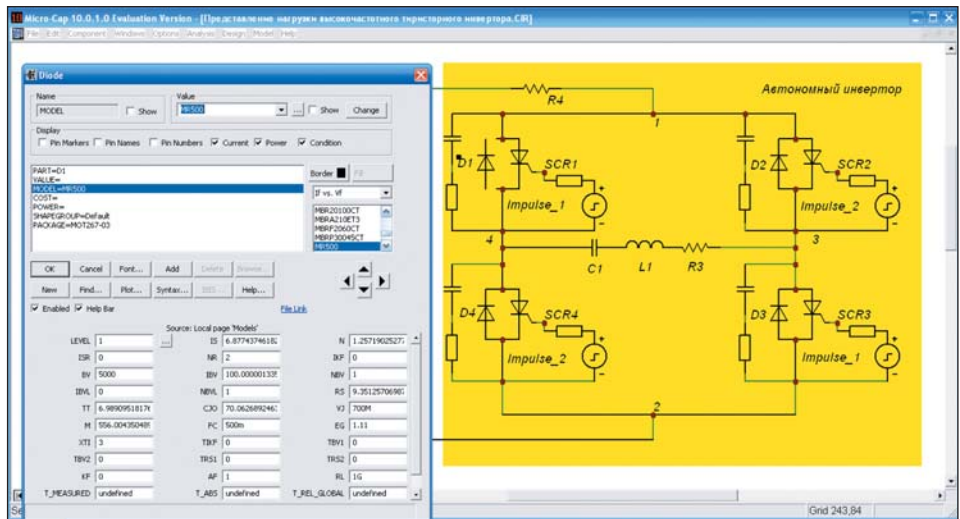 Micro-Cap 10.0.1.0 Evaluation Version - [Представление нагрузки высокочастотного тиристорного инвертора.CIR]
File Edit Component Windows Options Analysis Design Model Help
Diode
Name
Value
MODEL
Show
MR500
...
Show
Change
Display
Pin Markers Pin Names Pin Numbers Current Power Condition
PART=D1
VALUE=
MODEL=MR500
COST=
POWER=
SHAPEGROUP=Default
PACKAGE=MOT267-03
Border
Fill
If vs. Vf
MBR20100CT
MBRA210ET3
MBRF2060CT
MBRP30045CT
MR500
OK Cancel Font... Add Delete Browse...
New Find... Plot... Syntax... Help...
Enabled Help Bar
File Link
Source: Local page 'Models'
LEVEL 1 ... IS N
ISR 0 NR 2 IKF 0
BV 5000 IBV NBV 1
IBVL 0 NBVL 1 RS
TT CJO VJ 700M
M FC 500m EG 1.11
XTI 3 TIKF 0 TBV1 0
TBV2 0 TRS1 0 TRS2 0
KF 0 AF 1 RL 1G
T_MEASURED undefined T_ABS undefined T_REL_GLOBAL undefined
Автономный инвертор
R4
1
D1
SCR1
Impulse_1
D2
SCR2
Impulse_2
4
3
C1
L1
R3
D4
SCR4
Impulse_2
D3
SCR3
Impulse_1
2
Grid 243,84